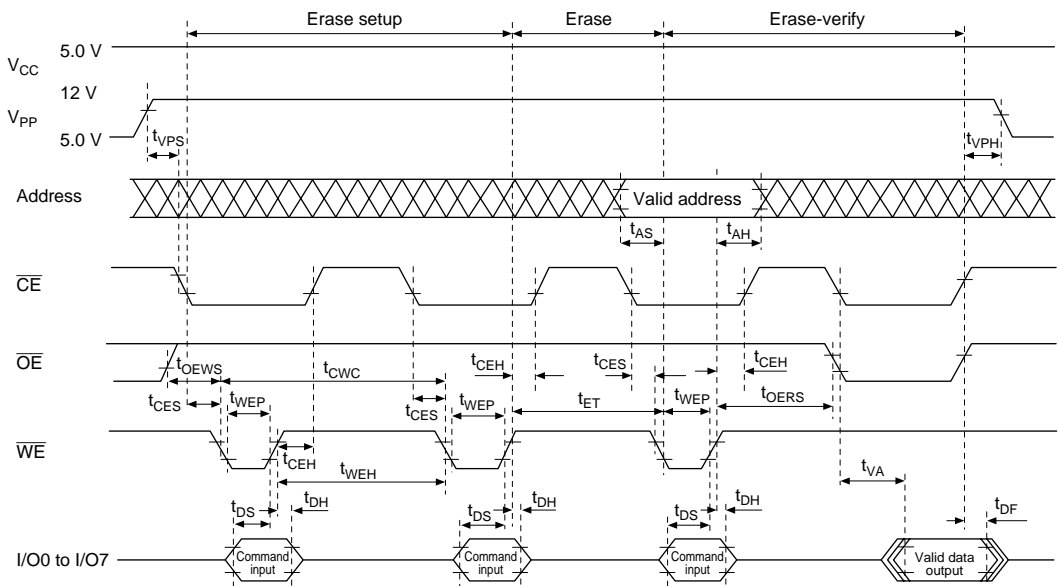 Erase setup Erase Erase-verify
5.0 V
VCC
12 V
VPP
5.0 V
tVPS tVPH
Address Valid address
tAS tAH
CE
OE
tOEWS tCWC tCEH tCES tCEH
tCES tWEP tCES tWEP tET tWEP tOERS
WE
tCEH
tWEH tVA
tDS tDH tDS tDH tDS tDH tDF
I/O0 to I/O7 Command input Command input Command input Valid data output